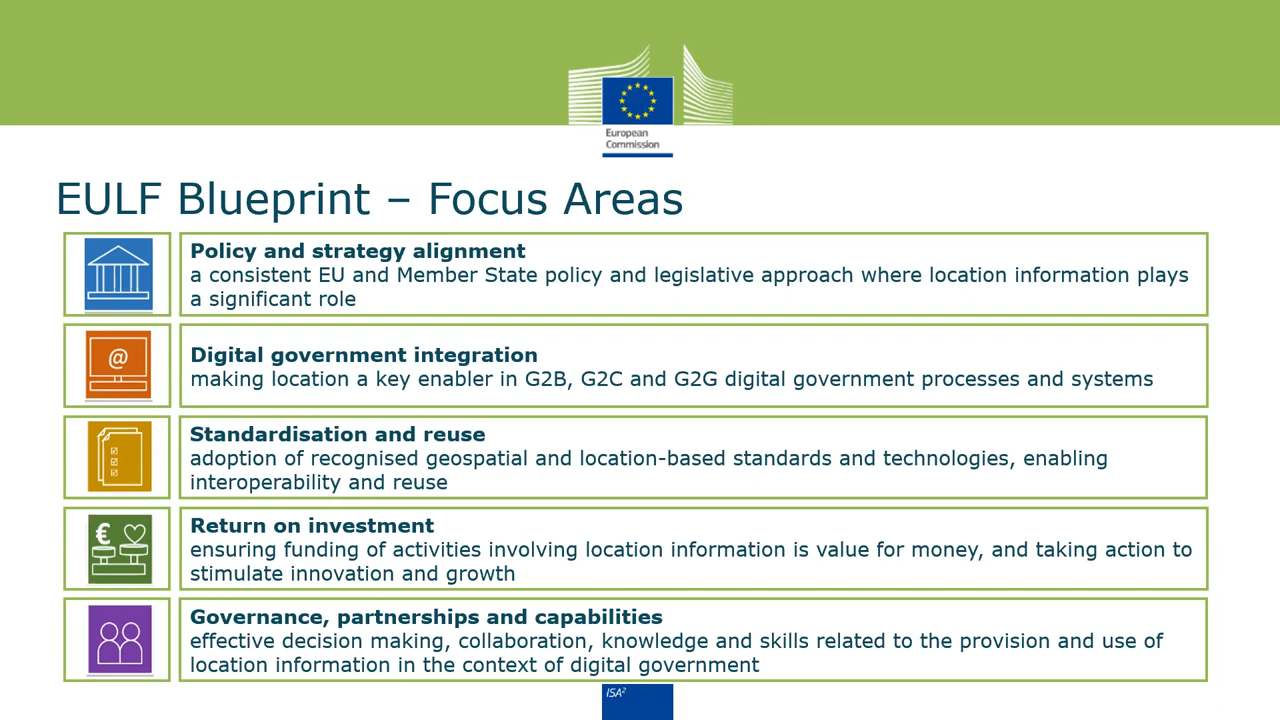 European
Commission
EULF Blueprint – Focus Areas
Policy and strategy alignment
a consistent EU and Member State policy and legislative approach where location information plays
a significant role
@
Digital government integration
making location a key enabler in G2B, G2C and G2G digital government processes and systems
Standardisation and reuse
adoption of recognised geospatial and location-based standards and technologies, enabling
interoperability and reuse
€
Return on investment
ensuring funding of activities involving location information is value for money, and taking action to
stimulate innovation and growth
Governance, partnerships and capabilities
effective decision making, collaboration, knowledge and skills related to the provision and use of
location information in the context of digital government
ISA²